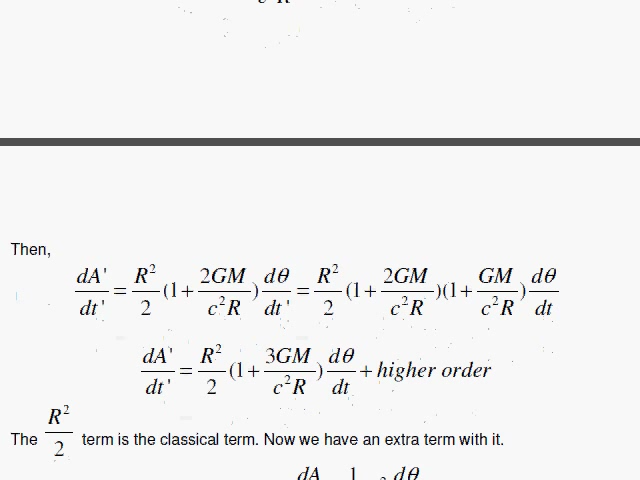 Then,
dA'/dt' = R²/2 (1 + 2GM/c²R) dθ/dt' = R²/2 (1 + 2GM/c²R)(1 + GM/c²R) dθ/dt
dA'/dt' = R²/2 (1 + 3GM/c²R) dθ/dt + higher order
The R²/2 term is the classical term. Now we have an extra term with it.